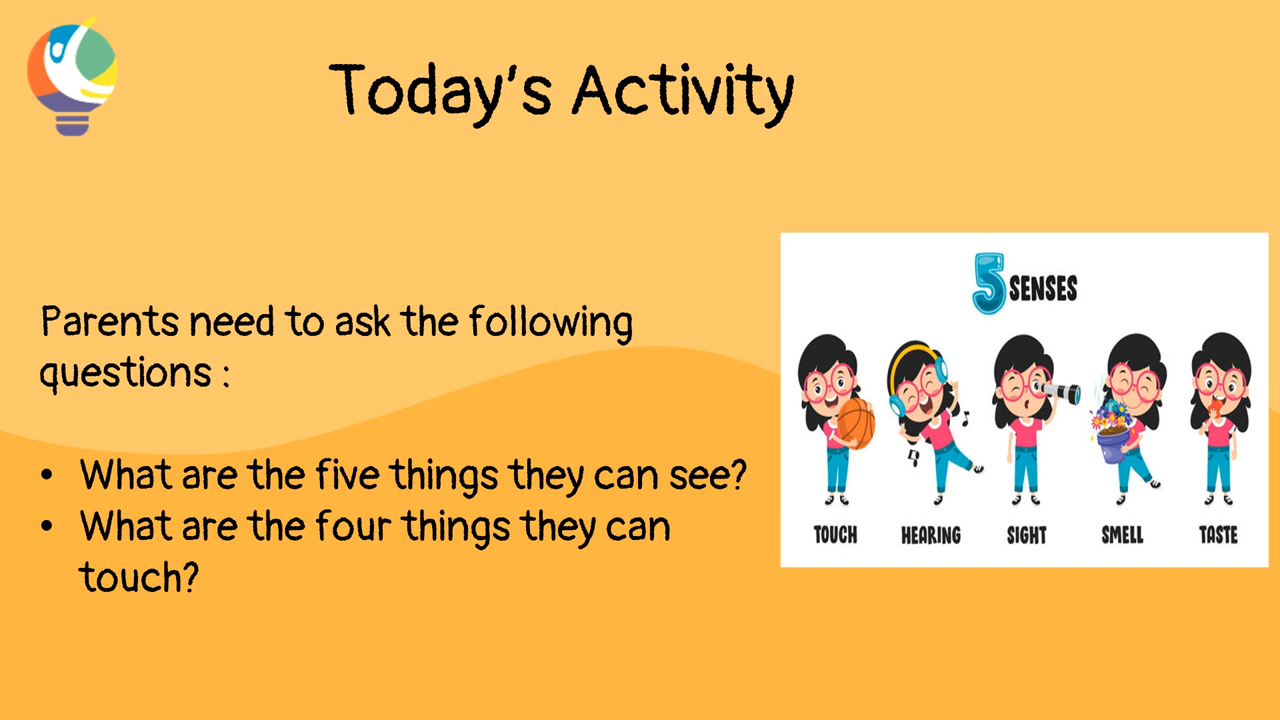 Today's Activity
Parents need to ask the following
questions :
• What are the five things they can see?
• What are the four things they can
touch?
5 SENSES
TOUCH HEARING SIGHT SMELL TASTE